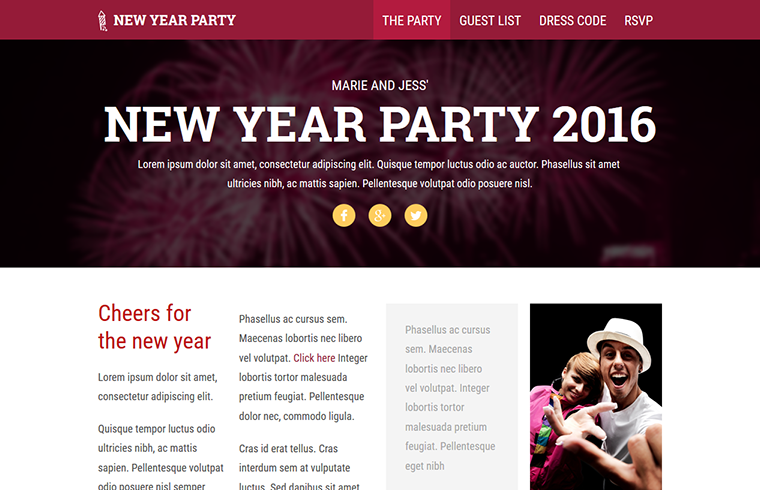 NEW YEAR PARTY
THE PARTY GUEST LIST DRESS CODE RSVP
MARIE AND JESS'
NEW YEAR PARTY 2016
Lorem ipsum dolor sit amet, consectetur adipiscing elit. Quisque tempor luctus odio ac auctor. Phasellus sit amet
ultricies nibh, ac mattis sapien. Pellentesque volutpat odio posuere nisl.
Cheers for
the new year
Lorem ipsum dolor sit amet,
consectetur adipiscing elit.
Quisque tempor luctus odio
ultricies nibh, ac mattis
sapien. Pellentesque volutpat
odio posuere nisl semper
Phasellus ac cursus sem.
Maecenas lobortis nec libero
vel volutpat. Click here Integer
lobortis tortor malesuada
pretium feugiat. Pellentesque
dolor nec, commodo ligula.
Cras id erat tellus. Cras
interdum sem at vulputate
luctus. Sed dapibus sit amet
Phasellus ac cursus
sem. Maecenas
lobortis nec libero
vel volutpat. Integer
lobortis tortor
malesuada pretium
feugiat. Pellentesque
eget nibh